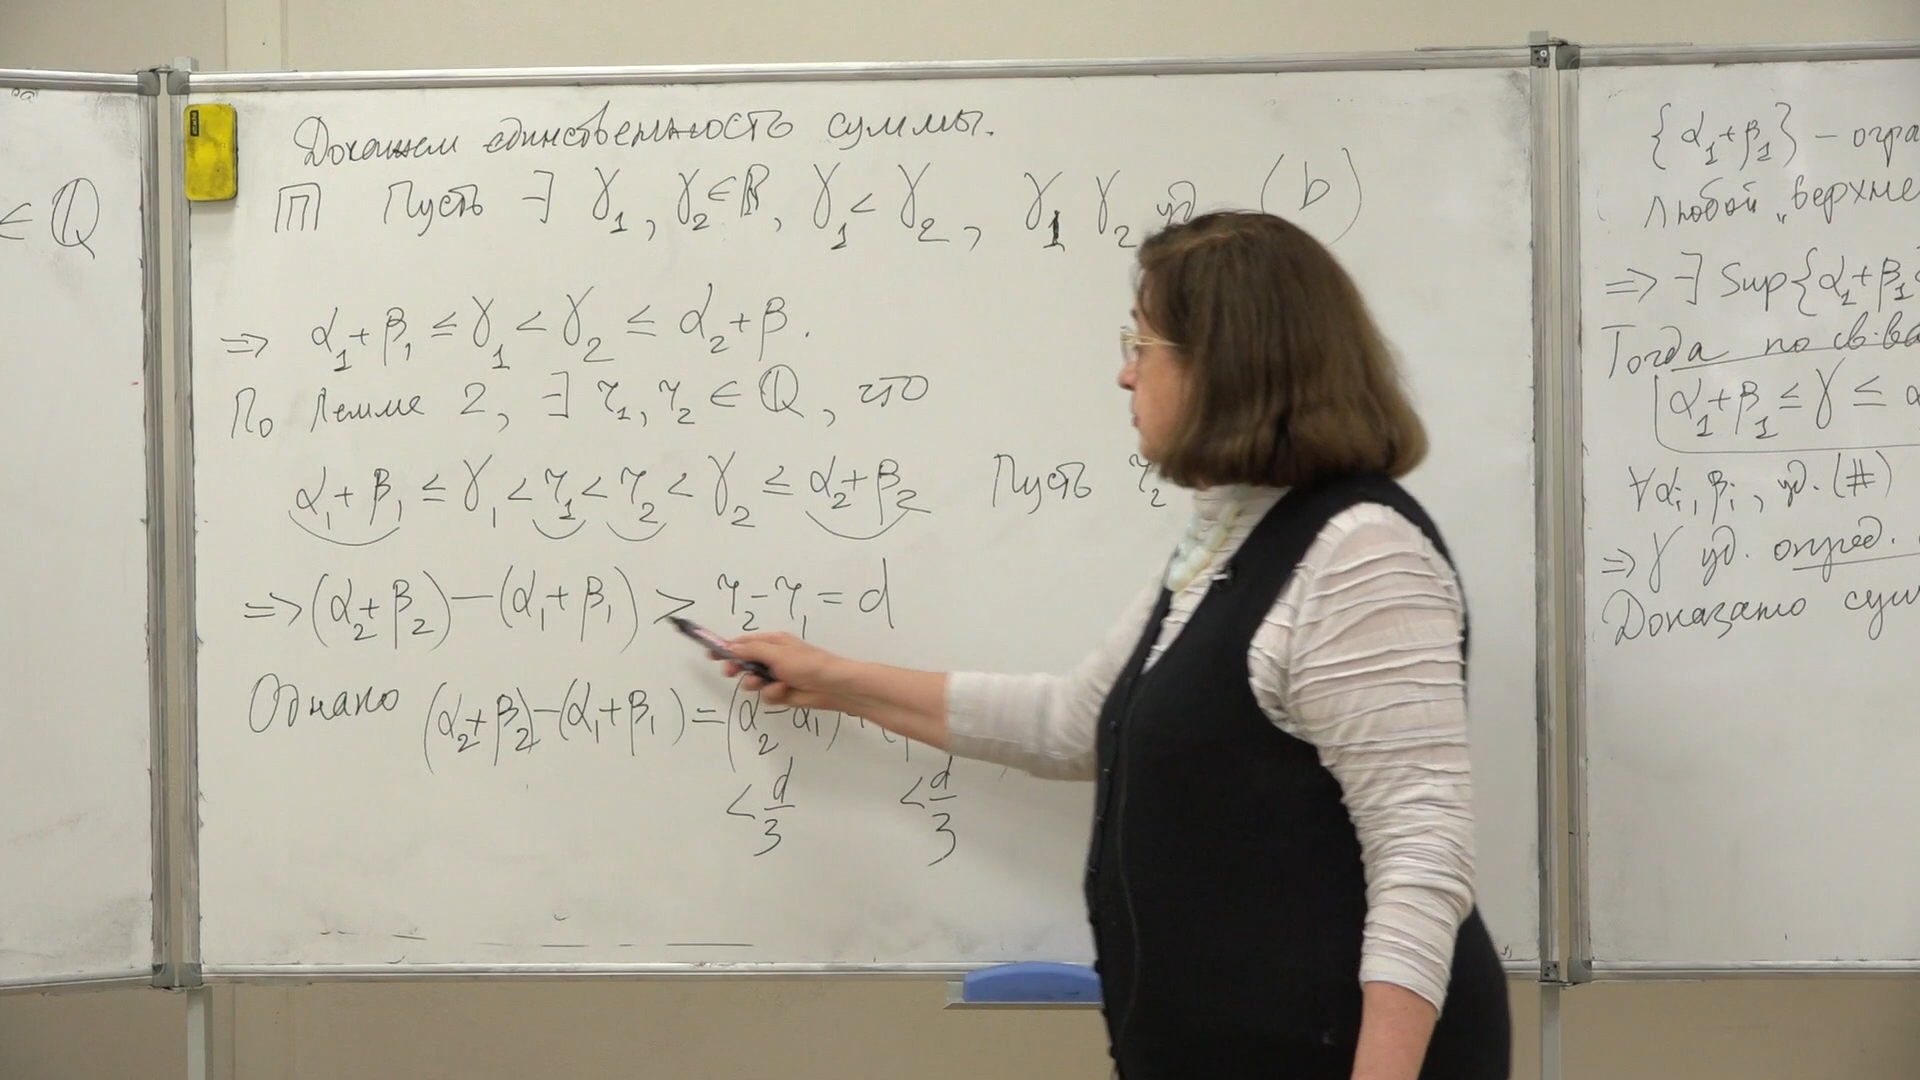 ∈ ℚ
Докажем единственность суммы.
П Пусть ∃ γ₁, γ₂ ∈ ℝ, γ₁ < γ₂, γ₁ γ₂ уд (b)
⇒ α₁ + β₁ ≤ γ₁ < γ₂ ≤ α₂ + β.
По Лемме 2, ∃ r₁, r₂ ∈ ℚ, что
α₁ + β₁ ≤ γ₁ < r₁ < r₂ < γ₂ ≤ α₂ + β₂ Пусть r₂
⇒ (α₂ + β₂) − (α₁ + β₁) > r₂ − r₁ = d
Однако (α₂ + β₂) − (α₁ + β₁) = (α₂ − α₁)
< d/3 < d/3
{α₁ + β₁} – огра
Любой "верхне
⇒ ∃ Sup{α₁ + β₁
Тогда по св-ва
α₁ + β₁ ≤ γ ≤ α
∀αᵢ, βᵢ, уд. (#)
⇒ γ уд. опред.
Доказано сущ